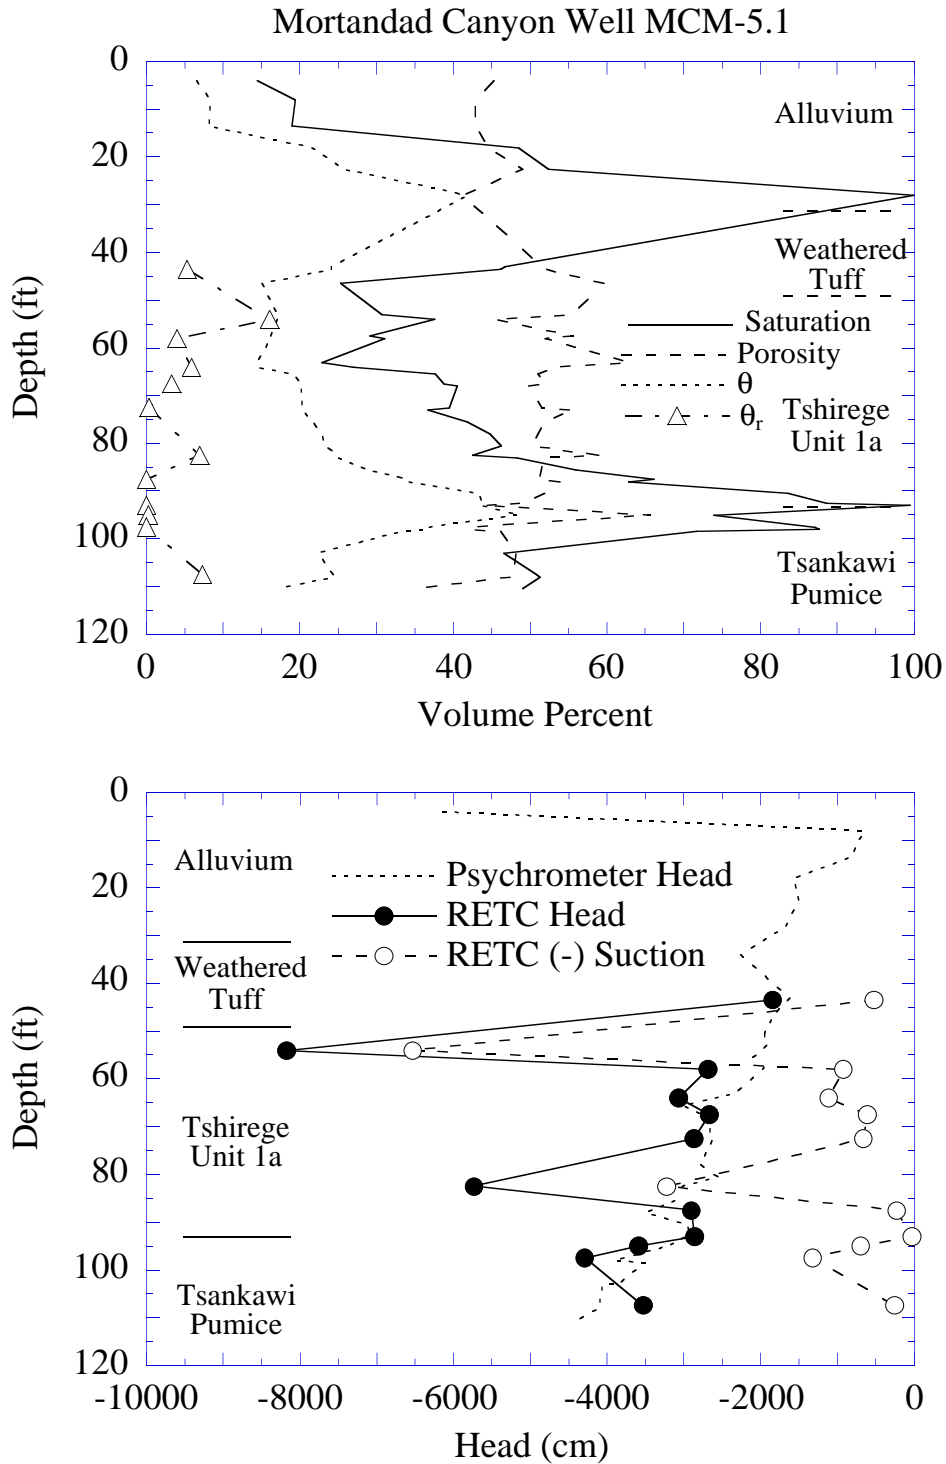 Mortandad Canyon Well MCM-5.1
0
20
40
60
80
100
120
Depth (ft)
Alluvium
Weathered
Tuff
Saturation
Porosity
θ
θr
Tshirege
Unit 1a
Tsankawi
Pumice
0 20 40 60 80 100
Volume Percent
0
20
40
60
80
100
120
Depth (ft)
Alluvium
Weathered
Tuff
Tshirege
Unit 1a
Tsankawi
Pumice
Psychrometer Head
RETC Head
RETC (-) Suction
-10000 -8000 -6000 -4000 -2000 0
Head (cm)